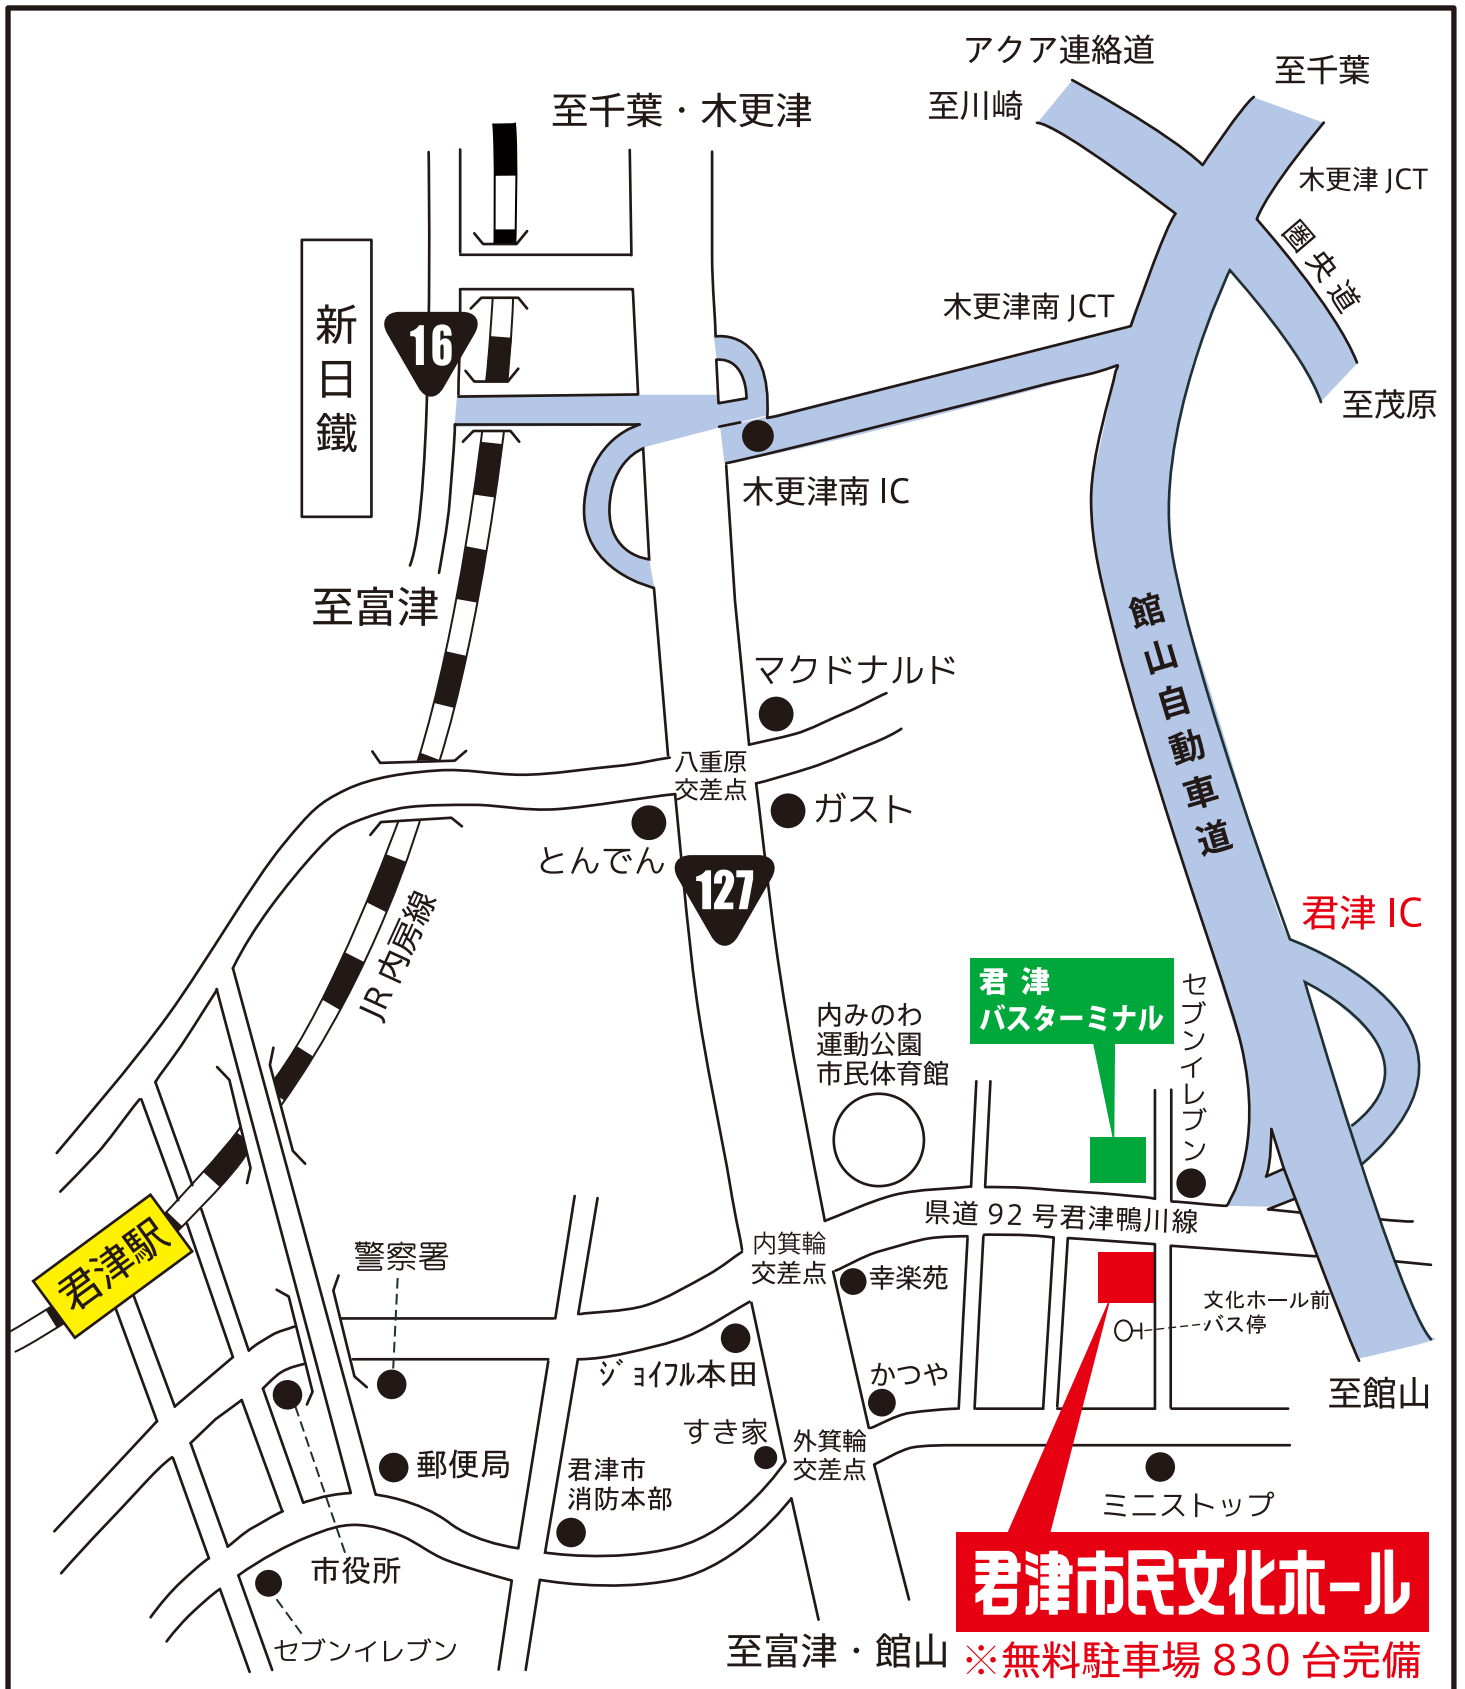 アクア連絡道
至千葉
至千葉・木更津
至川崎
木更津 JCT
圏央道
木更津南 JCT
新日鐵
16
至茂原
木更津南 IC
至富津
館山自動車道
マクドナルド
八重原
交差点
ガスト
とんでん
127
JR 内房線
君津 IC
君 津
バスターミナル
セブンイレブン
内みのわ
運動公園
市民体育館
県道 92 号君津鴨川線
君津駅
警察署
内箕輪
交差点
幸楽苑
文化ホール前
バス停
ジョイフル本田
かつや
至館山
すき家
外箕輪
交差点
郵便局
君津市
消防本部
ミニストップ
市役所
君津市民文化ホール
セブンイレブン
至富津・館山
※無料駐車場 830 台完備